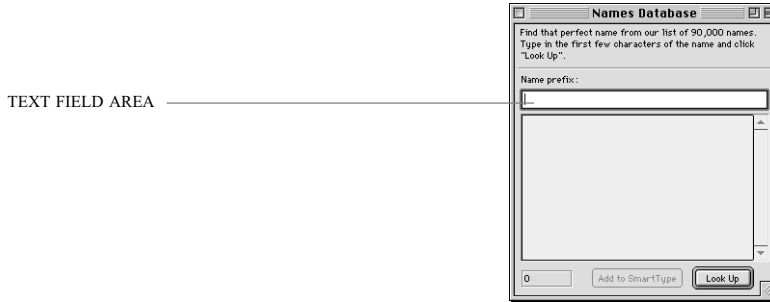 Names Database
Find that perfect name from our list of 90,000 names.
Type in the first few characters of the name and click
"Look Up".
Name prefix:
TEXT FIELD AREA
0
Add to SmartType
Look Up